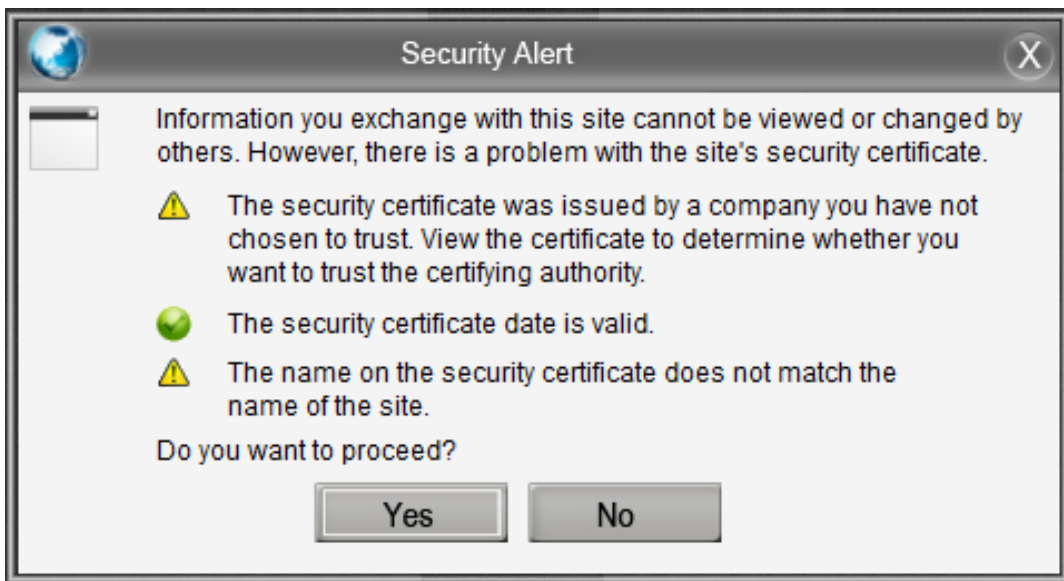 Security Alert
X
Information you exchange with this site cannot be viewed or changed by
others. However, there is a problem with the site's security certificate.
The security certificate was issued by a company you have not
chosen to trust. View the certificate to determine whether you
want to trust the certifying authority.
The security certificate date is valid.
The name on the security certificate does not match the
name of the site.
Do you want to proceed?
Yes No